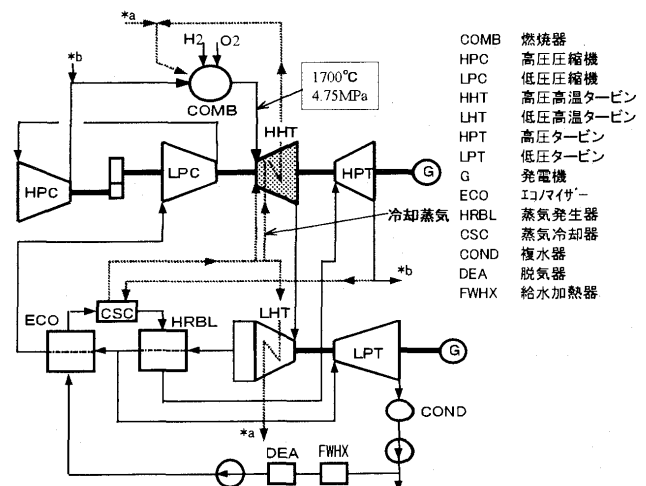 *a
H2 O2
*b
COMB
1700℃
4.75MPa
HHT
HPC
LPC
HPT
G
冷却蒸気
*b
CSC
ECO
HRBL
LHT
LPT
G
COND
*a
DEA
FWHX
COMB 燃焼器
HPC 高圧圧縮機
LPC 低圧圧縮機
HHT 高圧高温タービン
LHT 低圧高温タービン
HPT 高圧タービン
LPT 低圧タービン
G 発電機
ECO エコノマイザー
HRBL 蒸気発生器
CSC 蒸気冷却器
COND 複水器
DEA 脱気器
FWHX 給水加熱器